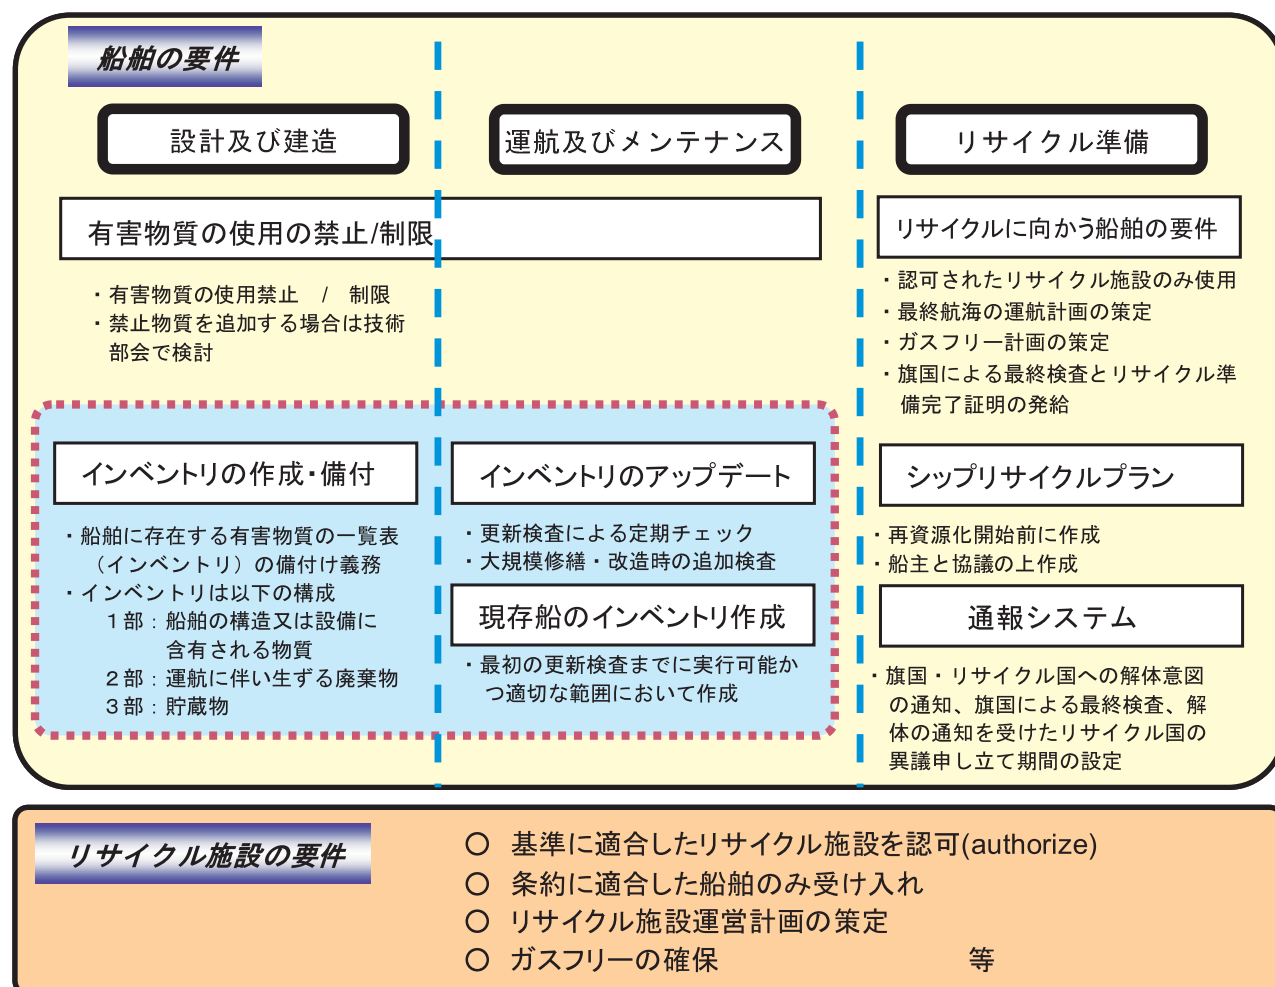 船舶の要件
設計及び建造
運航及びメンテナンス
リサイクル準備
有害物質の使用の禁止/制限
・有害物質の使用禁止 / 制限
・禁止物質を追加する場合は技術
部会で検討
リサイクルに向かう船舶の要件
・認可されたリサイクル施設のみ使用
・最終航海の運航計画の策定
・ガスフリー計画の策定
・旗国による最終検査とリサイクル準
備完了証明の発給
インベントリの作成・備付
・船舶に存在する有害物質の一覧表
（インベントリ）の備付け義務
・インベントリは以下の構成
１部：船舶の構造又は設備に
含有される物質
２部：運航に伴い生ずる廃棄物
３部：貯蔵物
インベントリのアップデート
・更新検査による定期チェック
・大規模修繕・改造時の追加検査
現存船のインベントリ作成
・最初の更新検査までに実行可能か
つ適切な範囲において作成
シップリサイクルプラン
・再資源化開始前に作成
・船主と協議の上作成
通報システム
・旗国・リサイクル国への解体意図
の通知、旗国による最終検査、解
体の通知を受けたリサイクル国の
異議申し立て期間の設定
リサイクル施設の要件
○ 基準に適合したリサイクル施設を認可(authorize)
○ 条約に適合した船舶のみ受け入れ
○ リサイクル施設運営計画の策定
○ ガスフリーの確保 等